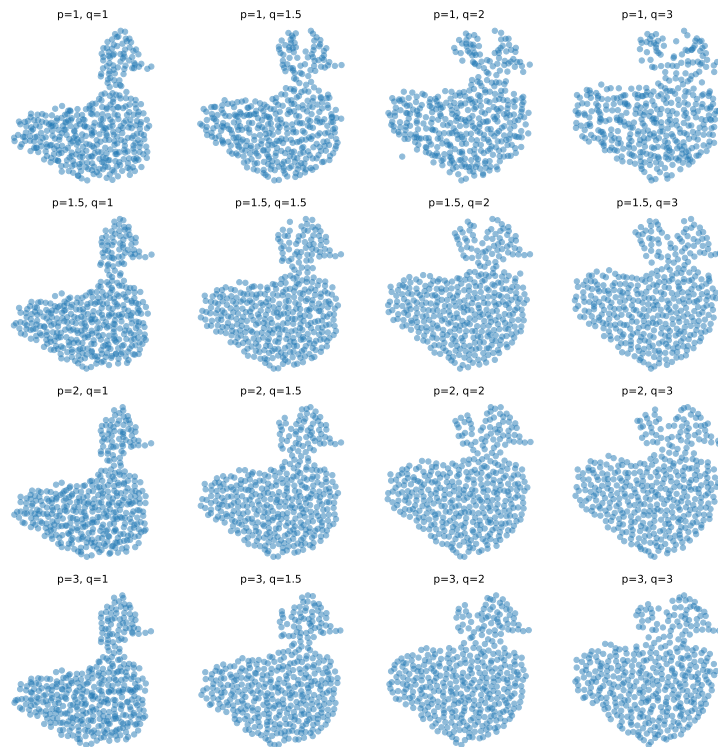 p=1, q=1
p=1, q=1.5
p=1, q=2
p=1, q=3
p=1.5, q=1
p=1.5, q=1.5
p=1.5, q=2
p=1.5, q=3
p=2, q=1
p=2, q=1.5
p=2, q=2
p=2, q=3
p=3, q=1
p=3, q=1.5
p=3, q=2
p=3, q=3